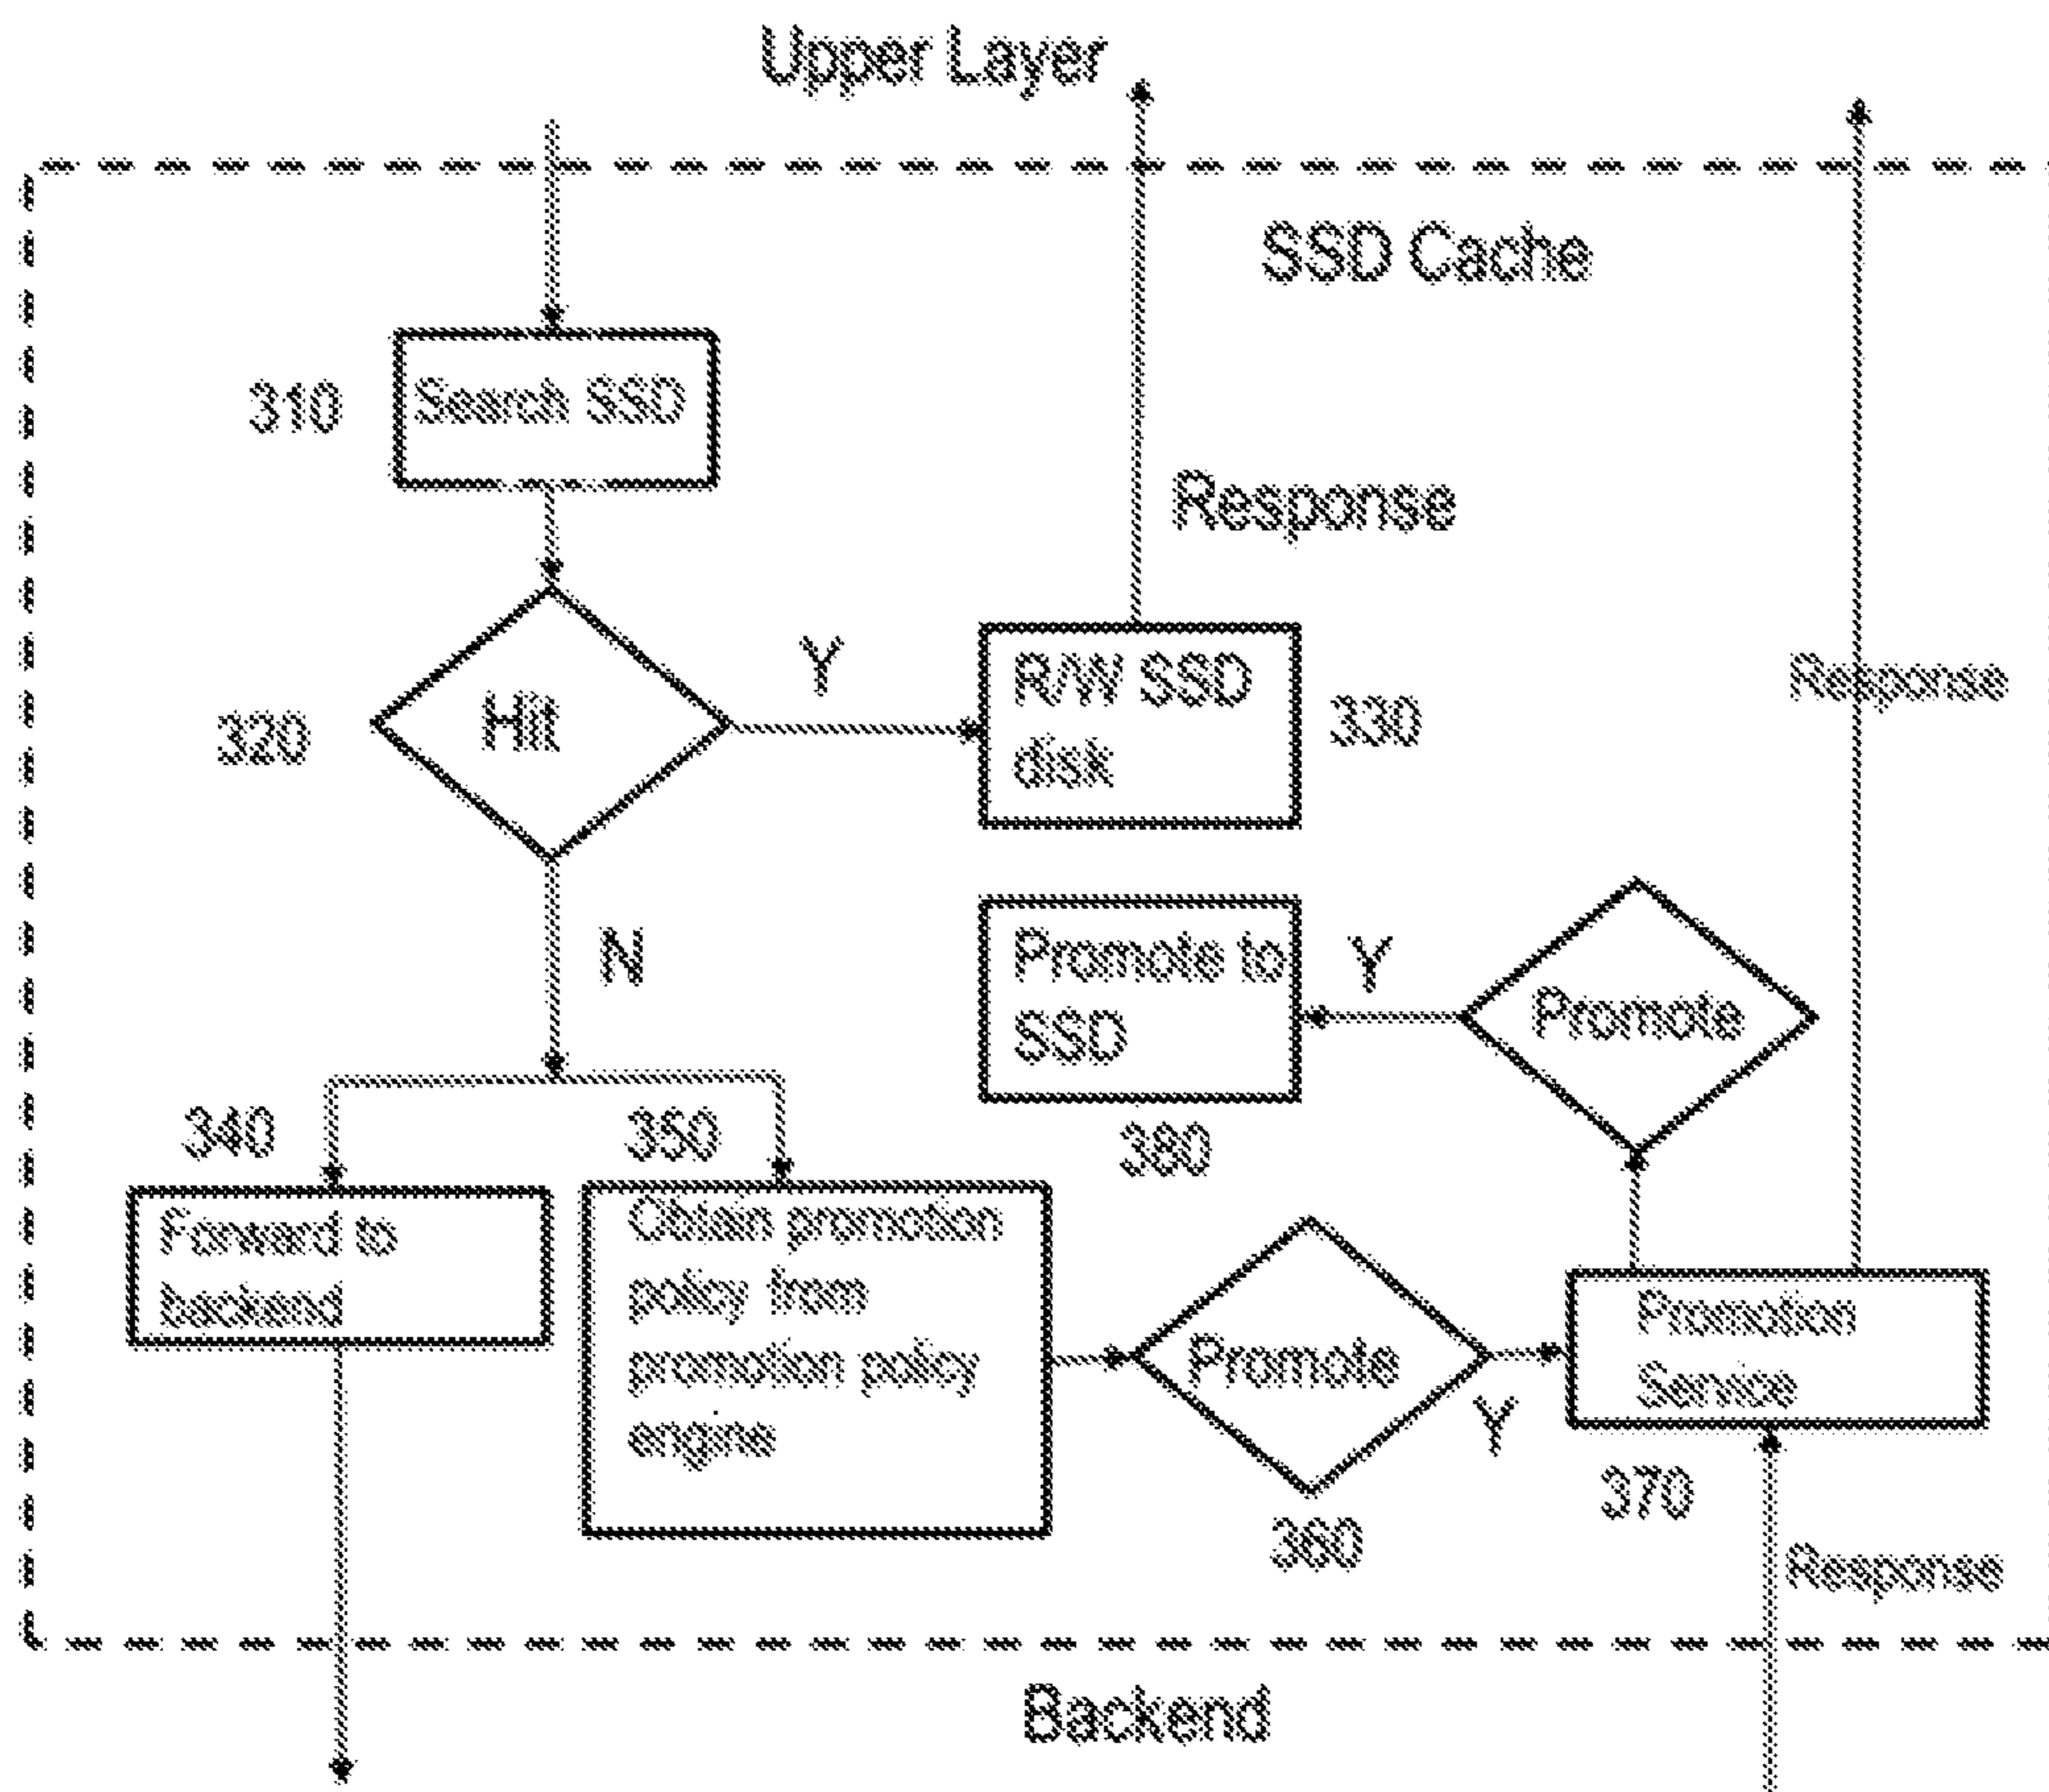 Upper Layer
SSD Cache
310
Search SSD
Response
320
Hit
Y
R/W SSD
disk
330
Response
N
Promote to
SSD
Y
Promote
380
340
350
Forward to
backend
Obtain promotion
policy from
promotion policy
engine
Promote
Y
360
Promotion
Service
370
Response
Backend